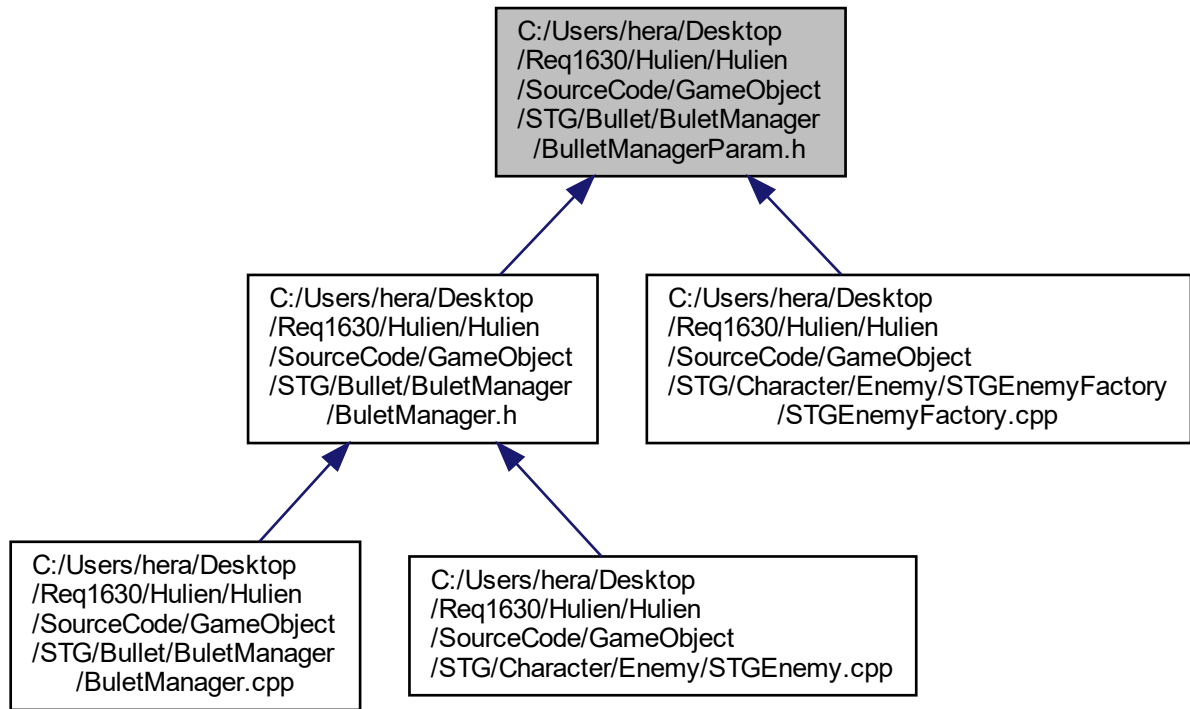 C:/Users/hera/Desktop
/Req1630/Hulien/Hulien
/SourceCode/GameObject
/STG/Bullet/BuletManager
/BulletManagerParam.h
C:/Users/hera/Desktop
/Req1630/Hulien/Hulien
/SourceCode/GameObject
/STG/Bullet/BuletManager
/BuletManager.h
C:/Users/hera/Desktop
/Req1630/Hulien/Hulien
/SourceCode/GameObject
/STG/Character/Enemy/STGEnemyFactory
/STGEnemyFactory.cpp
C:/Users/hera/Desktop
/Req1630/Hulien/Hulien
/SourceCode/GameObject
/STG/Bullet/BuletManager
/BuletManager.cpp
C:/Users/hera/Desktop
/Req1630/Hulien/Hulien
/SourceCode/GameObject
/STG/Character/Enemy/STGEnemy.cpp